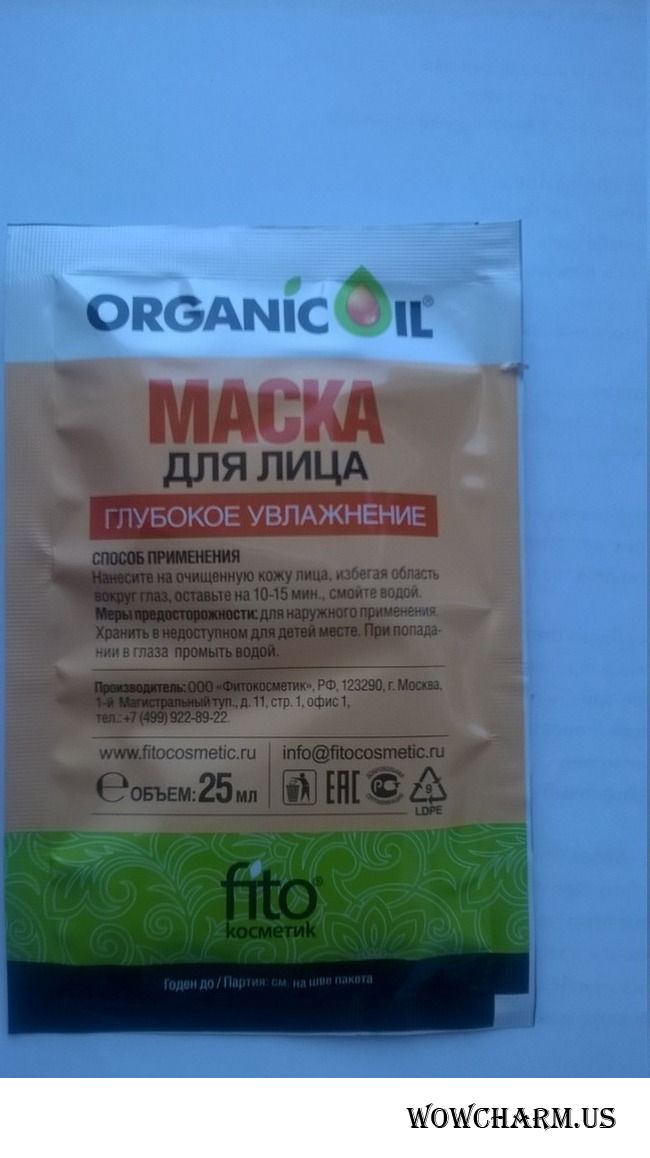 ORGANIC OIL®
МАСКА
ДЛЯ ЛИЦА
ГЛУБОКОЕ УВЛАЖНЕНИЕ
СПОСОБ ПРИМЕНЕНИЯ
Нанесите на очищенную кожу лица, избегая область
вокруг глаз, оставьте на 10-15 мин., смойте водой.
Меры предосторожности: для наружного применения.
Хранить в недоступном для детей месте. При попада-
нии в глаза промыть водой.
Производитель: ООО «Фитокосметик», РФ, 123290, г. Москва,
1-й Магистральный туп., д. 11, стр. 1, офис 1,
тел.: +7 (499) 922-89-22.
www.fitocosmetic.ru info@fitocosmetic.ru
℮ ОБЪЕМ: 25 мл EAC РСТ 9
LDPE
fito®
косметик
Годен до / Партия: см. на шве пакета
WOWCHARM.US